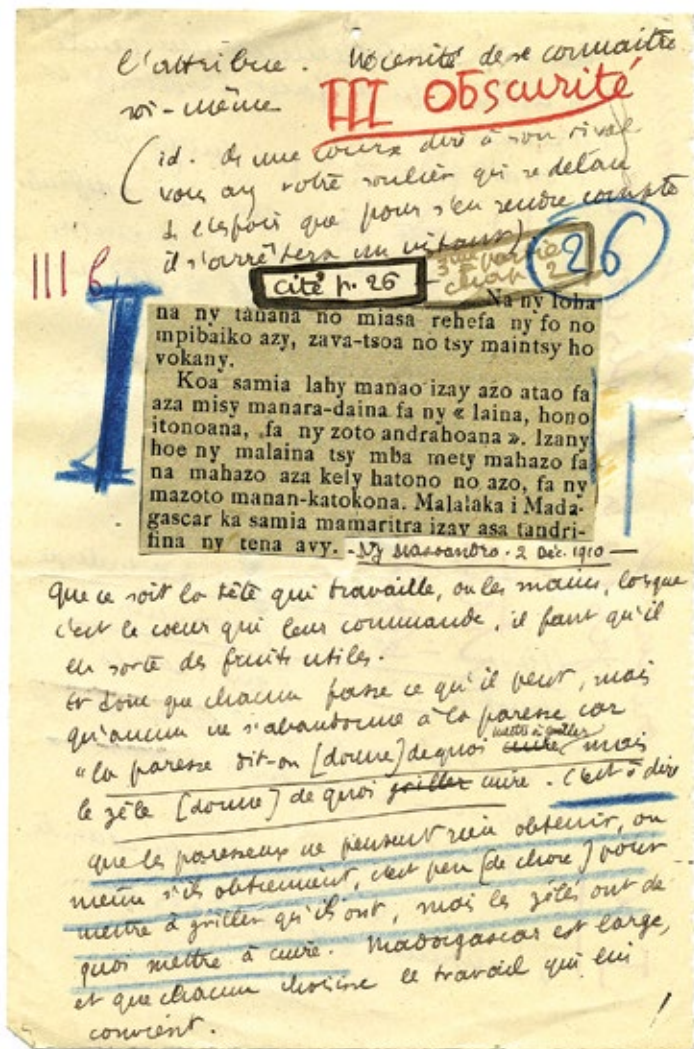 l'attribue. Nécessité de se connaitre
soi-même III Obscurité
(id. ds une course dire à son rival
vous avez votre soulier qui se délace
ds l'espoir que pour s'en rendre compte
il s'arrêtera un instant)
26
III b cité p. 26 3ème partie
chap. 2
Na ny loha
na ny tanana no miasa rehefa ny fo no
mpibaiko azy, zava-tsoa no tsy maintsy ho
vokany.
Koa samia lahy manao izay azo atao fa
aza misy manara-daina fa ny « laina, hono
itonoana, fa ny zoto andrahoana ». Izany
hoe ny malaina tsy mba mety mahazo fa
na mahazo aza kely hatono no azo, fa ny
mazoto manan-katokona. Malalaka i Mada-
gascar ka samia mamaritra izay asa tandri-
fina ny tena avy. - Ny Masoandro - 2 Déc. 1910 —
que ce soit la tête qui travaille, ou les mains, lorsque
c'est le coeur qui leur commande, il faut qu'il
en sorte des fruits utiles.
Et donc que chacun fasse ce qu'il peut, mais
qu'aucun ne s'abandonne à la paresse car
mettre à griller
"la paresse dit-on [donne] de quoi cuire mais
le zèle [donne] de quoi griller cuire. C'est à dire
que les paresseux ne peuvent rien obtenir, ou
même s'ils obtiennent, c'est peu [de chose] pour
mettre à griller qu'ils ont, mais les zélés ont de
quoi mettre à cuire. Madagascar est large,
et que chacun choisisse le travail qui lui
convient.